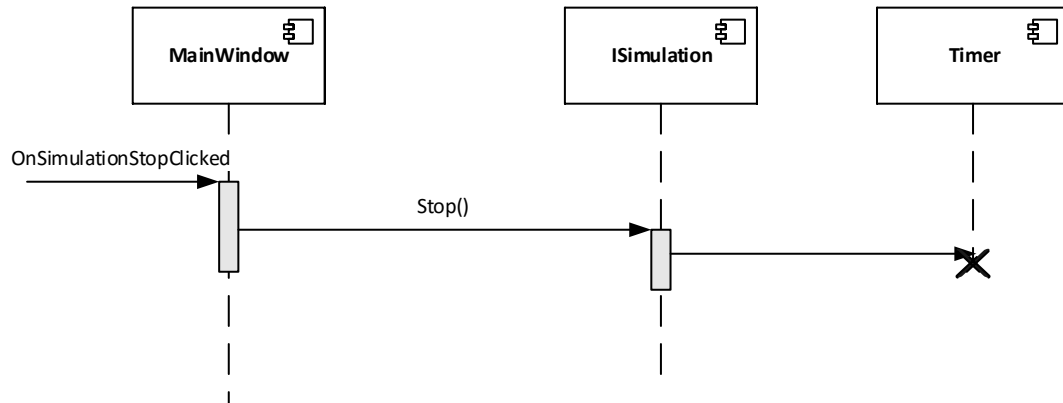 MainWindow
ISimulation
Timer
OnSimulationStopClicked
Stop()